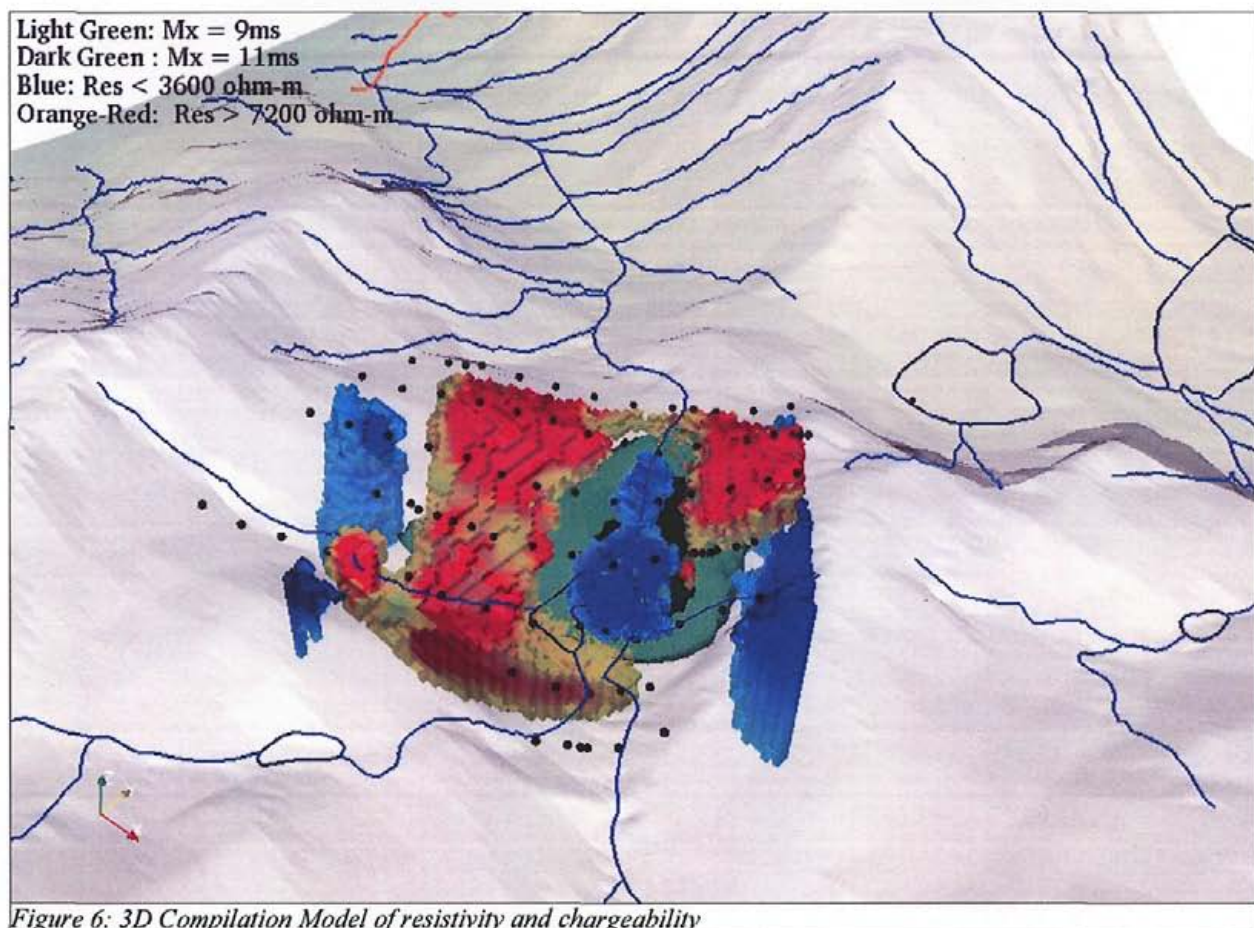 Light Green: Mx = 9ms
Dark Green : Mx = 11ms
Blue: Res < 3600 ohm-m
Orange-Red: Res > 7200 ohm-m
Figure 6: 3D Compilation Model of resistivity and chargeability